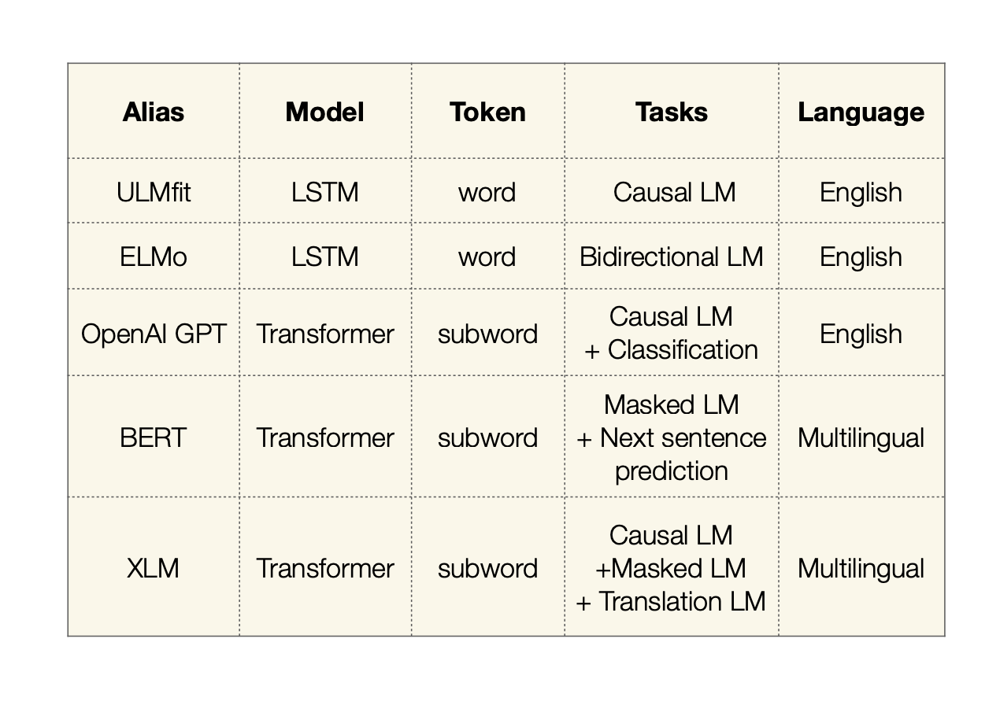 Alias Model Token Tasks Language
ULMfit LSTM word Causal LM English
ELMo LSTM word Bidirectional LM English
OpenAI GPT Transformer subword Causal LM
+ Classification English
BERT Transformer subword Masked LM
+ Next sentence
prediction Multilingual
XLM Transformer subword Causal LM
+Masked LM
+ Translation LM Multilingual